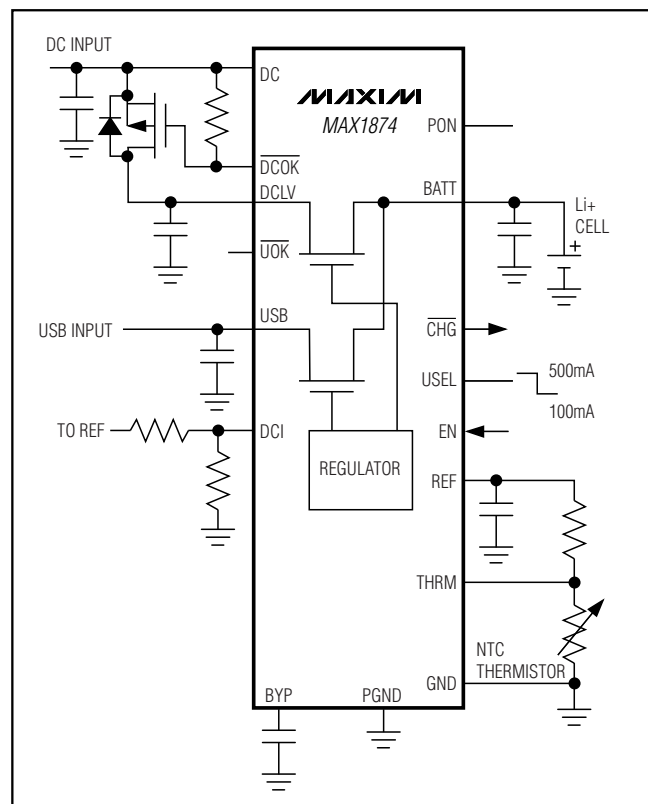 DC INPUT
DC
MAXIM
MAX1874
PON
DCOK
DCLV
BATT
Li+
CELL
+
UOK
USB
USB INPUT
CHG
USEL
500mA
100mA
TO REF
DCI
EN
REGULATOR
REF
THRM
NTC
THERMISTOR
GND
BYP
PGND